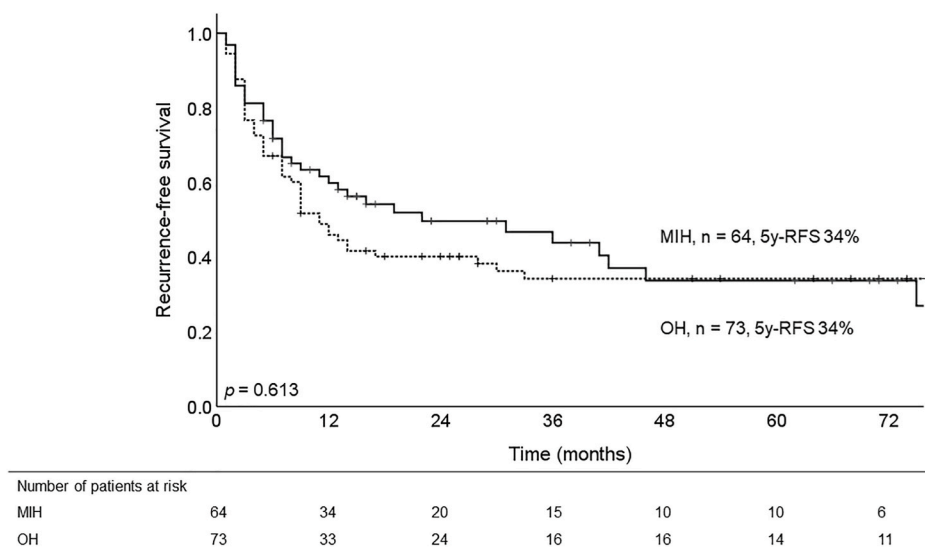 1.0
0.8
0.6
0.4
0.2
0.0
Recurrence-free survival
MIH, n = 64, 5y-RFS 34%
OH, n = 73, 5y-RFS 34%
p = 0.613
0 12 24 36 48 60 72
Time (months)
Number of patients at risk
MIH 64 34 20 15 10 10 6
OH 73 33 24 16 16 14 11